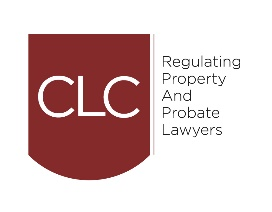 CLC
Regulating
Property
And
Probate
Lawyers